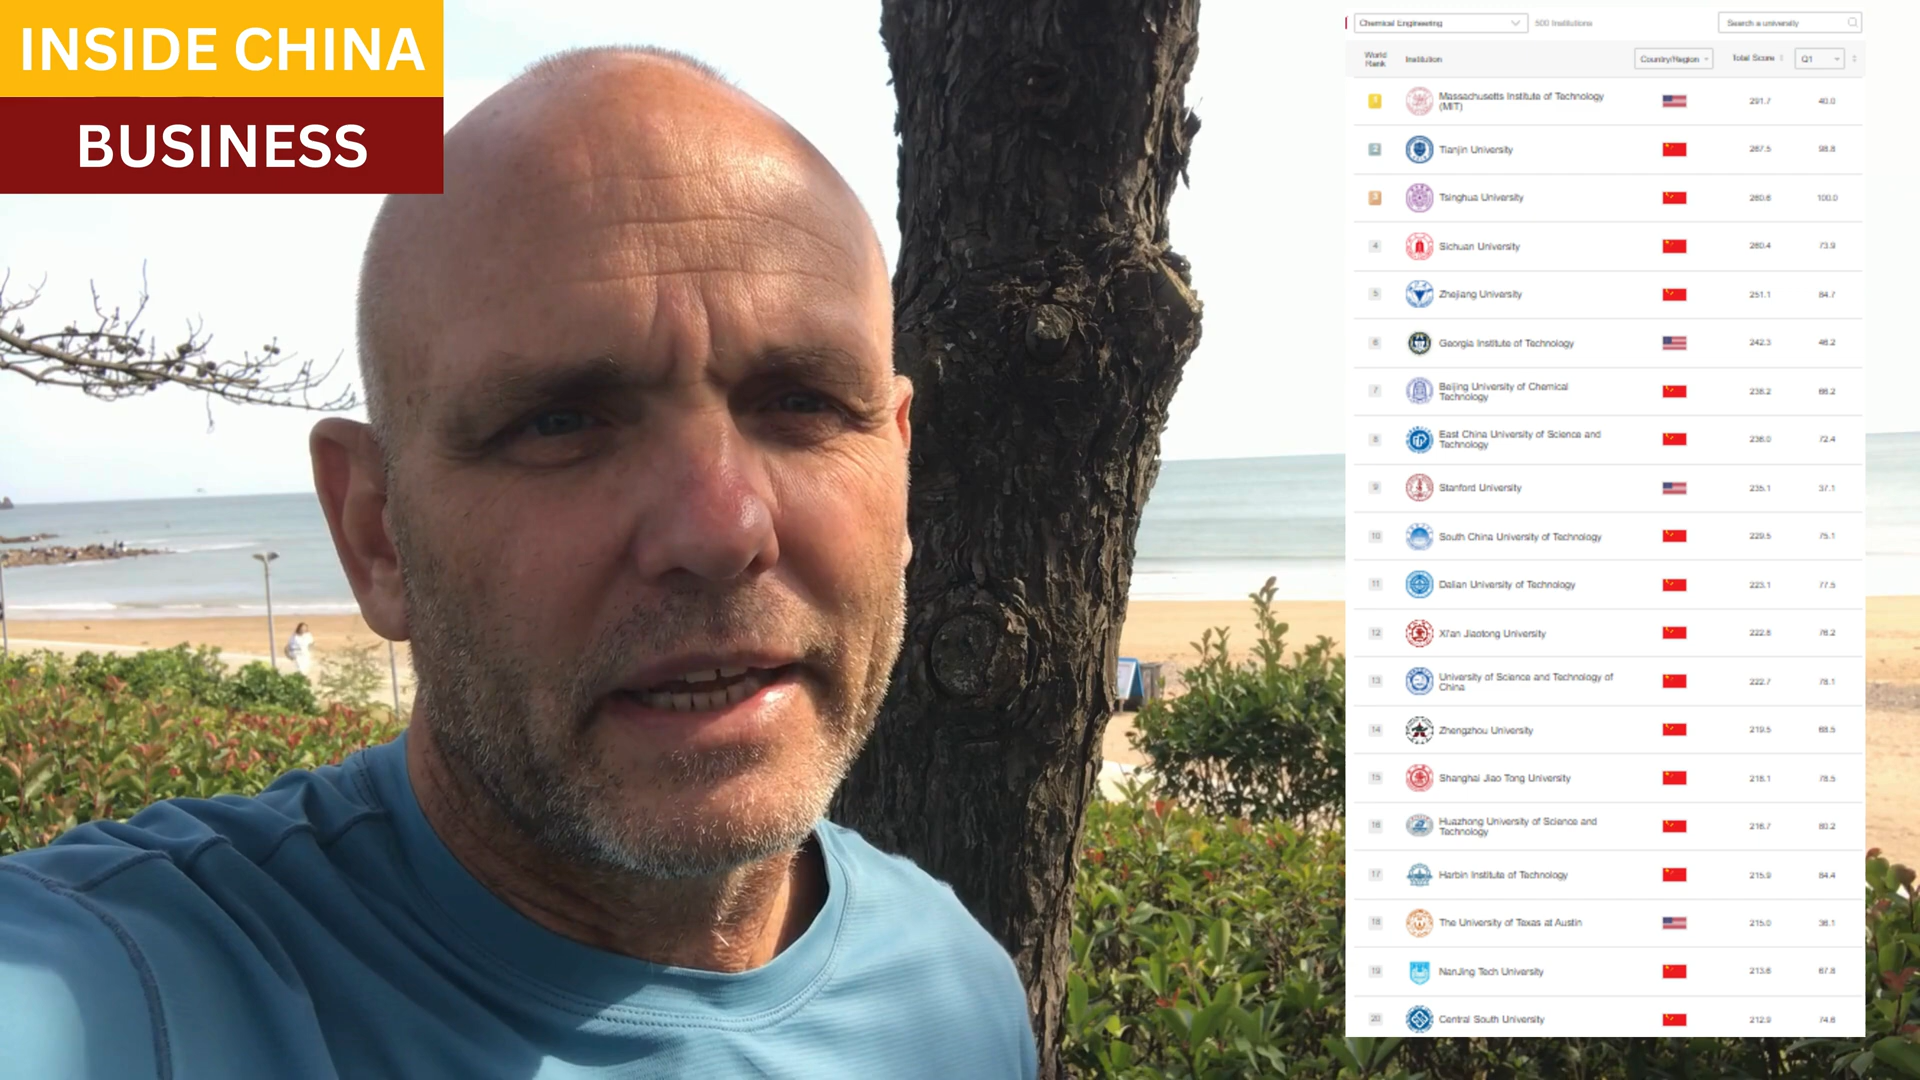 INSIDE CHINA
BUSINESS
Chemical Engineering 500 Institutions Search a university
World Rank Institution Country/Region Total Score Q1
1 Massachusetts Institute of Technology (MIT) 291.7 40.0
2 Tianjin University 287.5 98.8
3 Tsinghua University 280.6 100.0
4 Sichuan University 260.4 73.9
5 Zhejiang University 251.1 84.7
6 Georgia Institute of Technology 242.3 46.2
7 Beijing University of Chemical Technology 238.2 66.2
8 East China University of Science and Technology 236.0 72.4
9 Stanford University 235.1 37.1
10 South China University of Technology 229.5 75.1
11 Dalian University of Technology 223.1 77.5
12 Xi'an Jiaotong University 222.8 76.2
13 University of Science and Technology of China 222.7 78.1
14 Zhengzhou University 219.5 68.5
15 Shanghai Jiao Tong University 218.1 78.5
16 Huazhong University of Science and Technology 216.7 80.2
17 Harbin Institute of Technology 215.9 84.4
18 The University of Texas at Austin 215.0 36.1
19 NanJing Tech University 213.6 67.8
20 Central South University 212.9 74.6